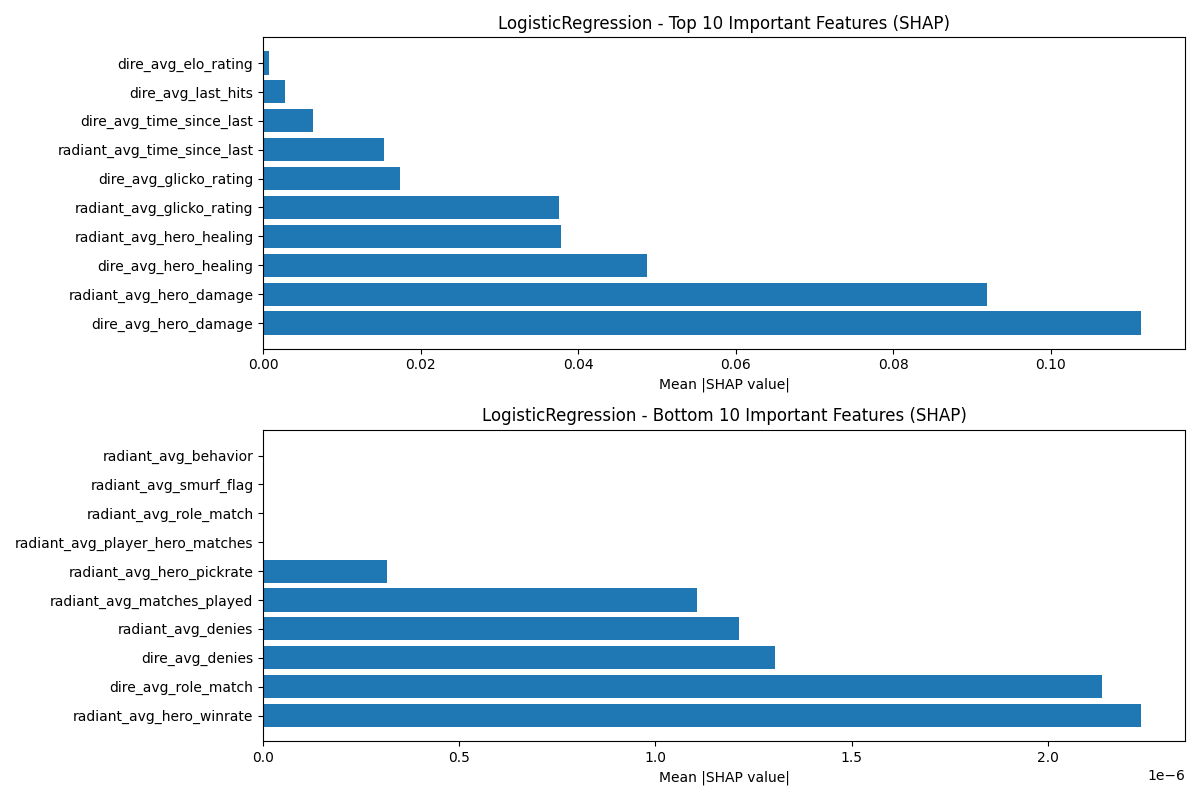 LogisticRegression - Top 10 Important Features (SHAP)
dire_avg_elo_rating
dire_avg_last_hits
dire_avg_time_since_last
radiant_avg_time_since_last
dire_avg_glicko_rating
radiant_avg_glicko_rating
radiant_avg_hero_healing
dire_avg_hero_healing
radiant_avg_hero_damage
dire_avg_hero_damage
0.00 0.02 0.04 0.06 0.08 0.10
Mean |SHAP value|
LogisticRegression - Bottom 10 Important Features (SHAP)
radiant_avg_behavior
radiant_avg_smurf_flag
radiant_avg_role_match
radiant_avg_player_hero_matches
radiant_avg_hero_pickrate
radiant_avg_matches_played
radiant_avg_denies
dire_avg_denies
dire_avg_role_match
radiant_avg_hero_winrate
0.0 0.5 1.0 1.5 2.0
Mean |SHAP value|
1e−6